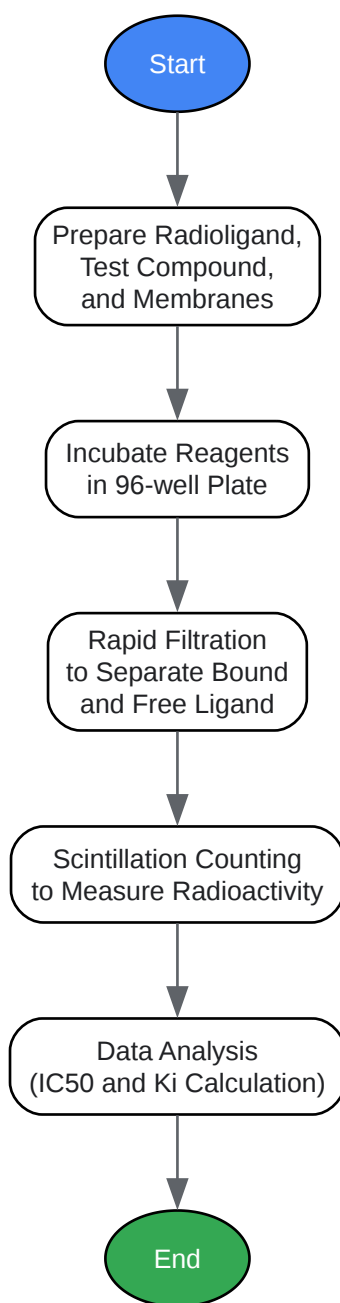 Start
Prepare Radioligand,
Test Compound,
and Membranes
Incubate Reagents
in 96-well Plate
Rapid Filtration
to Separate Bound
and Free Ligand
Scintillation Counting
to Measure Radioactivity
Data Analysis
(IC50 and Ki Calculation)
End